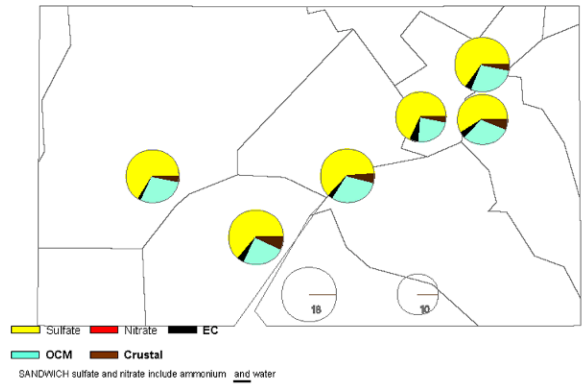 18 10
Sulfate Nitrate EC
OCM Crustal
SANDWICH sulfate and nitrate include ammonium and water